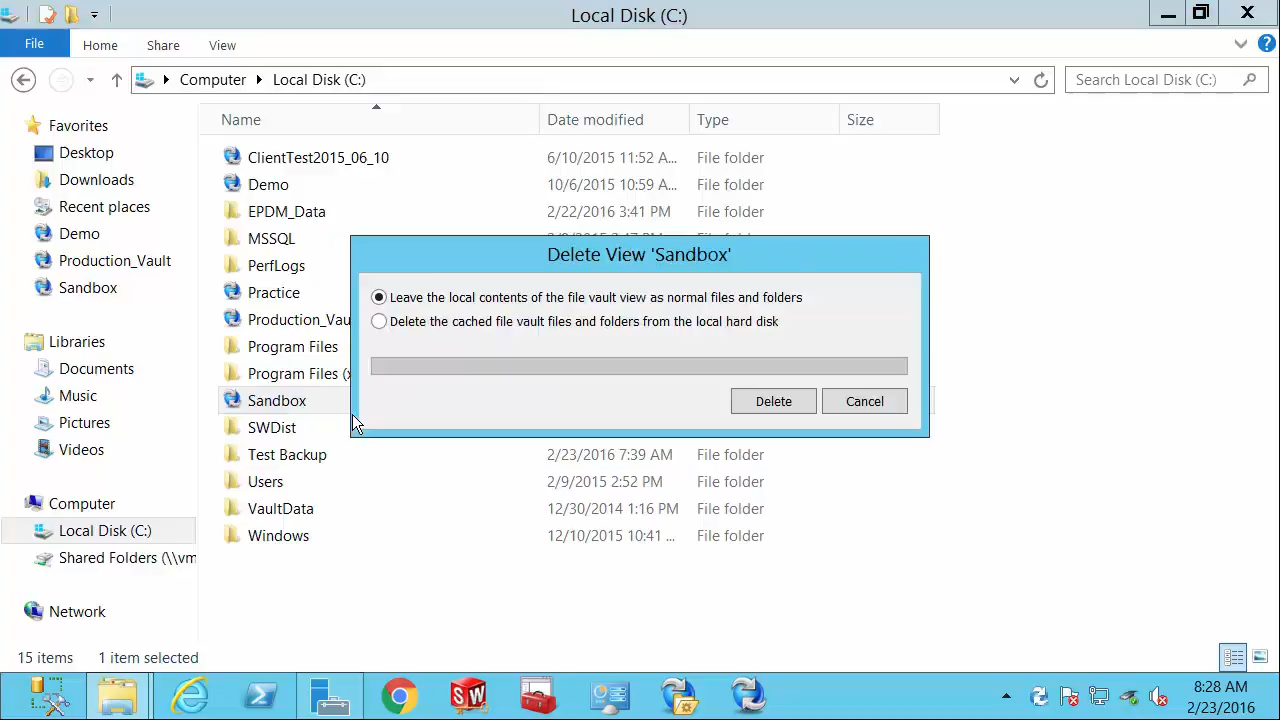 Local Disk (C:)
File Home Share View
Computer Local Disk (C:) Search Local Disk (C:)
Name Date modified Type Size
Favorites
Desktop
Downloads
Recent places
Demo
Production_Vault
Sandbox
Libraries
Documents
Music
Pictures
Videos
Computer
Local Disk (C:)
Shared Folders (\\vm
Network
ClientTest2015_06_10 6/10/2015 11:52 A... File folder
Demo 10/6/2015 10:59 A... File folder
EPDM_Data 2/22/2016 3:41 PM File folder
MSSQL
PerfLogs
Practice
Production_Vau
Program Files
Program Files (x
Sandbox
SWDist
Test Backup 2/23/2016 7:39 AM File folder
Users 2/9/2015 2:52 PM File folder
VaultData 12/30/2014 1:16 PM File folder
Windows 12/10/2015 10:41 ... File folder
Delete View 'Sandbox'
Leave the local contents of the file vault view as normal files and folders
Delete the cached file vault files and folders from the local hard disk
Delete Cancel
15 items 1 item selected
8:28 AM
2/23/2016